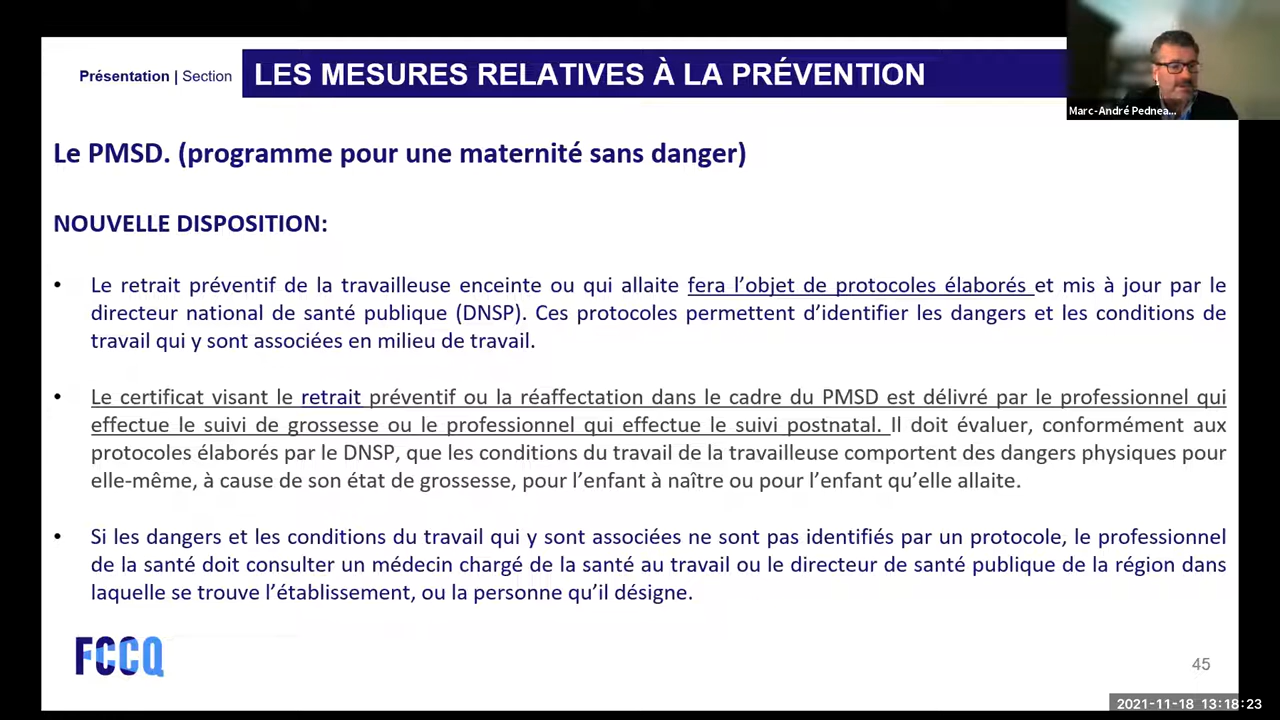 Présentation | Section
LES MESURES RELATIVES À LA PRÉVENTION
Marc-André Pednea...
Le PMSD. (programme pour une maternité sans danger)
NOUVELLE DISPOSITION:
• Le retrait préventif de la travailleuse enceinte ou qui allaite fera l’objet de protocoles élaborés et mis à jour par le
directeur national de santé publique (DNSP). Ces protocoles permettent d’identifier les dangers et les conditions de
travail qui y sont associées en milieu de travail.
• Le certificat visant le retrait préventif ou la réaffectation dans le cadre du PMSD est délivré par le professionnel qui
effectue le suivi de grossesse ou le professionnel qui effectue le suivi postnatal. Il doit évaluer, conformément aux
protocoles élaborés par le DNSP, que les conditions du travail de la travailleuse comportent des dangers physiques pour
elle-même, à cause de son état de grossesse, pour l’enfant à naître ou pour l’enfant qu’elle allaite.
• Si les dangers et les conditions du travail qui y sont associées ne sont pas identifiés par un protocole, le professionnel
de la santé doit consulter un médecin chargé de la santé au travail ou le directeur de santé publique de la région dans
laquelle se trouve l’établissement, ou la personne qu’il désigne.
FCCQ
45
2021-11-18 13:18:23